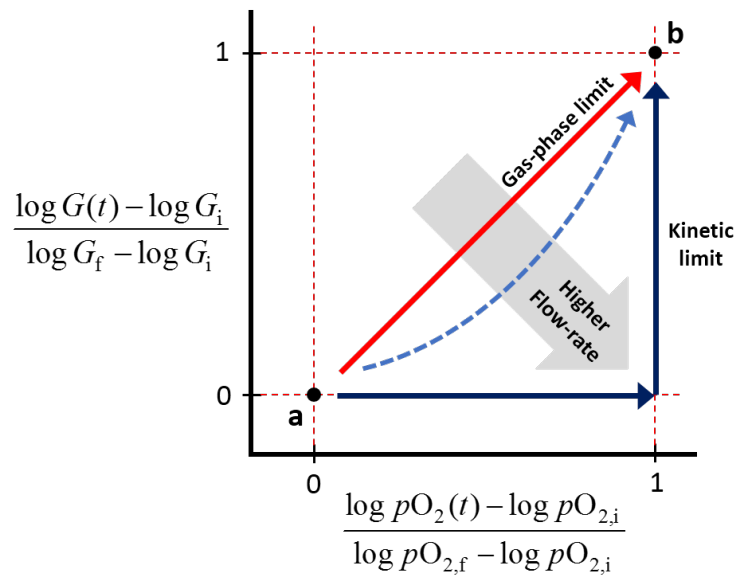 1
b
Gas-phase limit
log G(t) − log G_i
log G_f − log G_i
Kinetic
limit
Higher
Flow-rate
0
a
0 1
log pO_2(t) − log pO_2,i
log pO_2,f − log pO_2,i